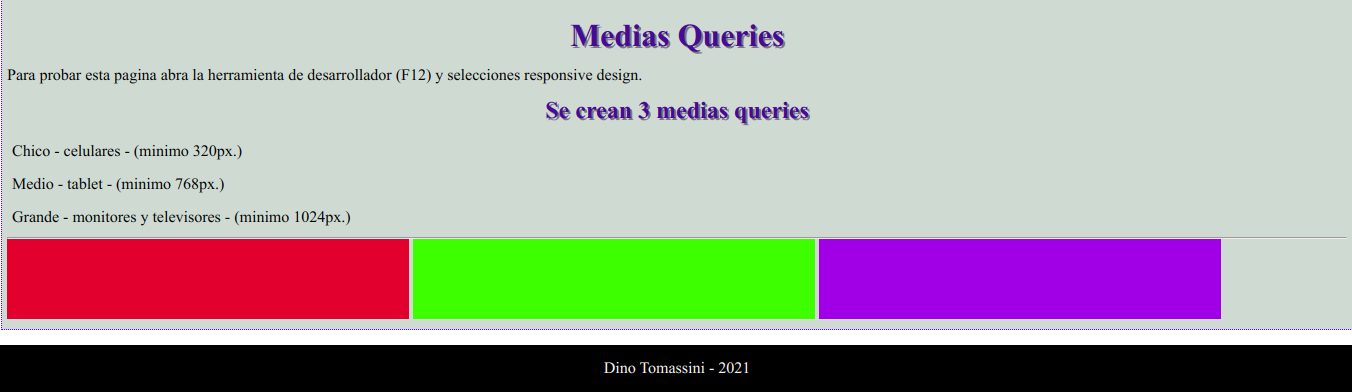 Medias Queries
Para probar esta pagina abra la herramienta de desarrollador (F12) y selecciones responsive design.
Se crean 3 medias queries
Chico - celulares - (minimo 320px.)
Medio - tablet - (minimo 768px.)
Grande - monitores y televisores - (minimo 1024px.)
Dino Tomassini - 2021